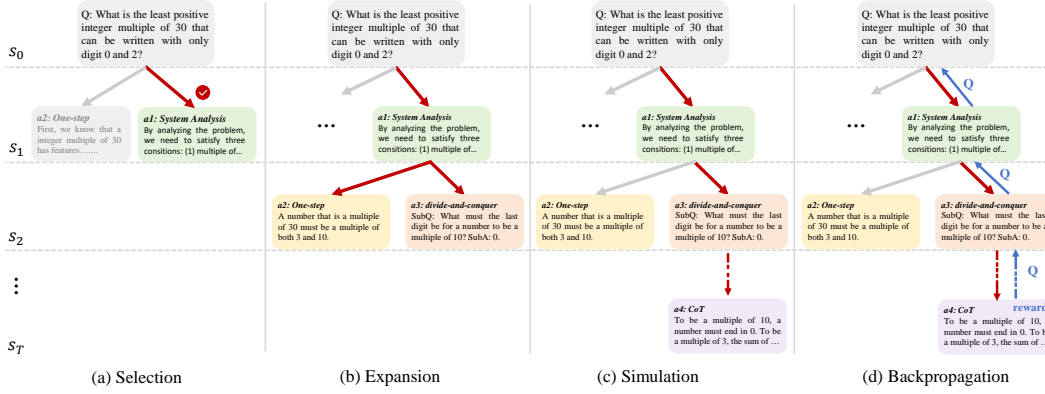 s0
s1
s2
⋮
sT
Q: What is the least positive
integer multiple of 30 that
can be written with only
digit 0 and 2?
a2: One-step
First, we know that a
integer multiple of 30
has features…....
a1: System Analysis
By analyzing the problem,
we need to satisfy three
consitions: (1) multiple of...
(a) Selection
Q: What is the least positive
integer multiple of 30 that
can be written with only
digit 0 and 2?
...
a1: System Analysis
By analyzing the problem,
we need to satisfy three
consitions: (1) multiple of...
a2: One-step
A number that is a multiple
of 30 must be a multiple of
both 3 and 10.
a3: divide-and-conquer
SubQ: What must the last
digit be for a number to be a
multiple of 10? SubA: 0.
(b) Expansion
Q: What is the least positive
integer multiple of 30 that
can be written with only
digit 0 and 2?
...
a1: System Analysis
By analyzing the problem,
we need to satisfy three
consitions: (1) multiple of...
a2: One-step
A number that is a multiple
of 30 must be a multiple of
both 3 and 10.
a3: divide-and-conquer
SubQ: What must the last
digit be for a number to be a
multiple of 10? SubA: 0.
a4: CoT
To be a multiple of 10, a
number must end in 0. To be
a multiple of 3, the sum of …
(c) Simulation
Q: What is the least positive
integer multiple of 30 that
can be written with only
digit 0 and 2?
Q
...
a1: System Analysis
By analyzing the problem,
we need to satisfy three
consitions: (1) multiple of...
Q
a2: One-step
A number that is a multiple
of 30 must be a multiple of
both 3 and 10.
a3: divide-and-conquer
SubQ: What must the last
digit be for a number to be a
multiple of 10? SubA: 0.
Q
a4: CoT
reward
To be a multiple of 10, a
number must end in 0. To be
a multiple of 3, the sum of …
(d) Backpropagation